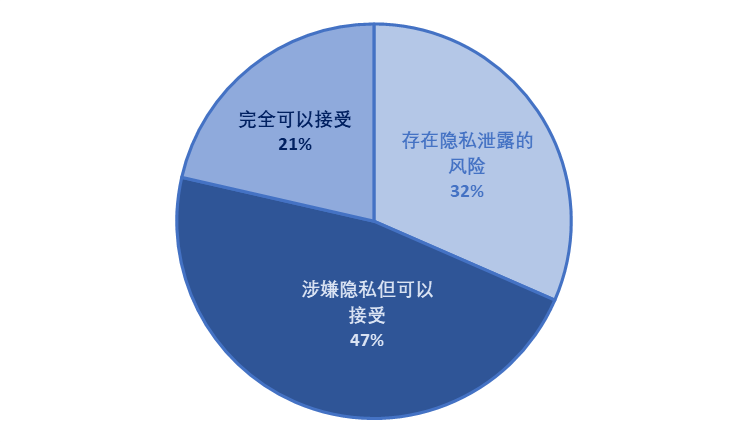 完全可以接受
21%
存在隐私泄露的
风险
32%
涉嫌隐私但可以
接受
47%